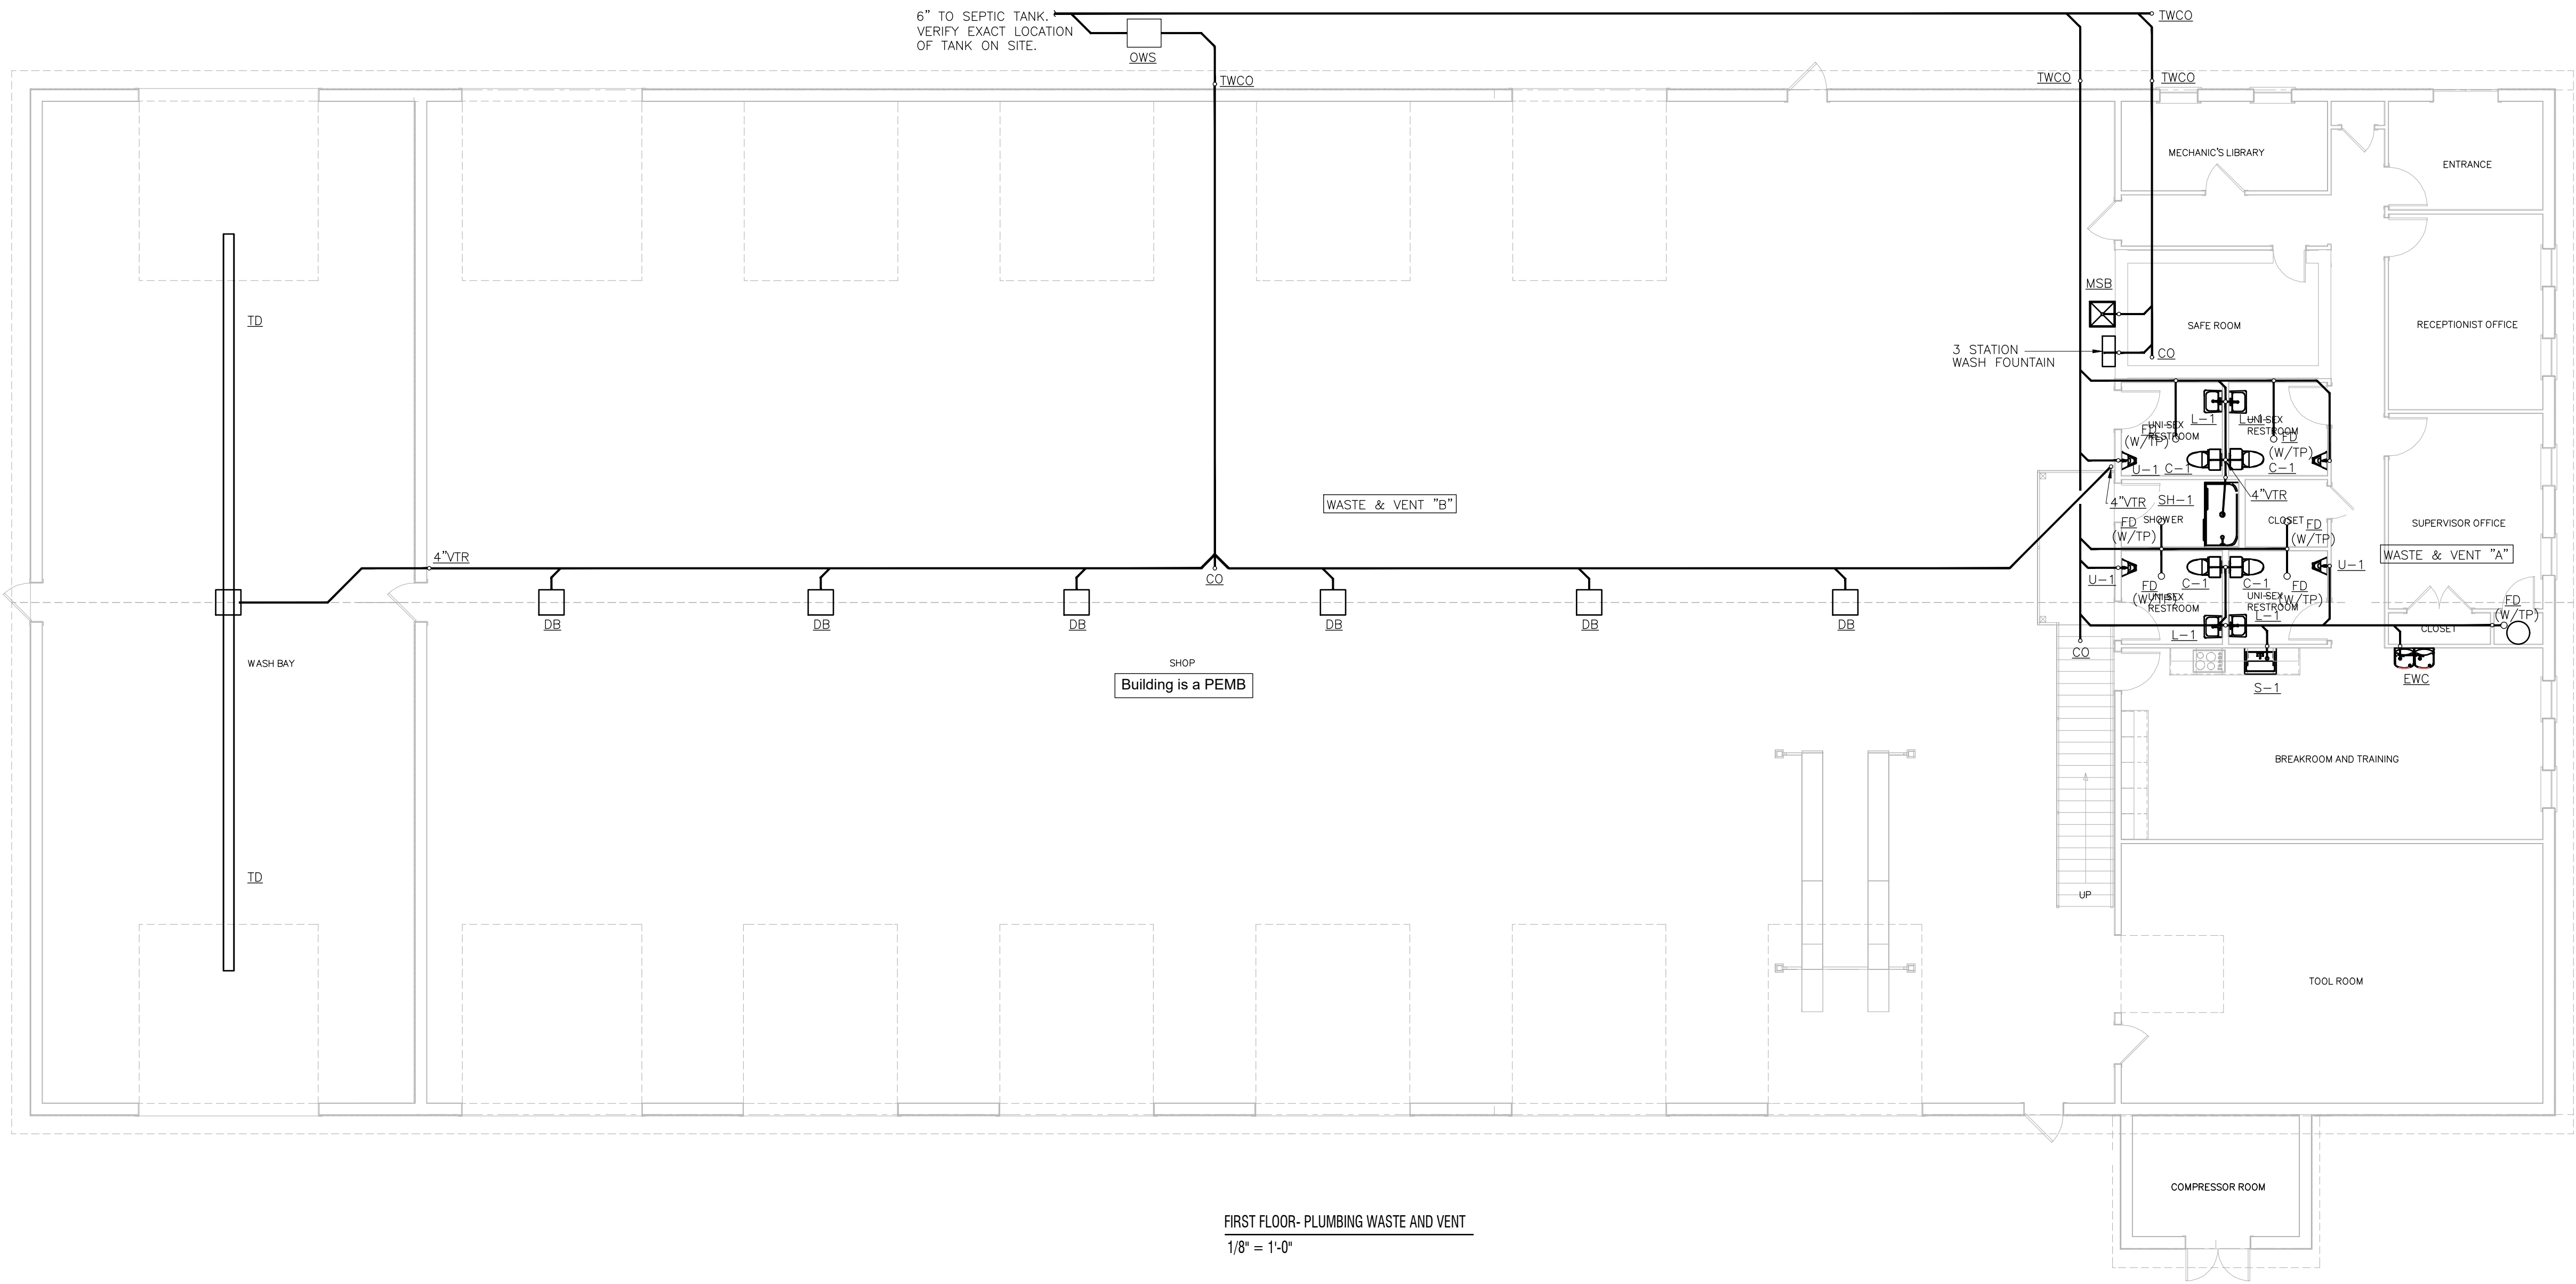 6" TO SEPTIC TANK.
VERIFY EXACT LOCATION
OF TANK ON SITE.
OWS
TWCO
TWCO
TWCO
TWCO
MECHANIC'S LIBRARY
ENTRANCE
MSB
TD
SAFE ROOM
RECEPTIONIST OFFICE
3 STATION
WASH FOUNTAIN
CO
L-1
L-1
UNI-SEX
RESTROOM
UNI-SEX
RESTROOM
FD
(W/TP)
FD
(W/TP)
U-1
C-1
C-1
WASTE & VENT "B"
4"VTR
SH-1
4"VTR
SHOWER
CLOSET
FD
(W/TP)
FD
(W/TP)
SUPERVISOR OFFICE
WASTE & VENT "A"
4"VTR
CO
U-1
C-1
C-1
U-1
FD
(W/TP)
FD
(W/TP)
UNI-SEX
RESTROOM
UNI-SEX
RESTROOM
FD
(W/TP)
DB
DB
DB
DB
DB
DB
L-1
L-1
CLOSET
CO
WASH BAY
SHOP
Building is a PEMB
S-1
EWC
BREAKROOM AND TRAINING
TD
UP
TOOL ROOM
COMPRESSOR ROOM
FIRST FLOOR- PLUMBING WASTE AND VENT
1/8" = 1'-0"